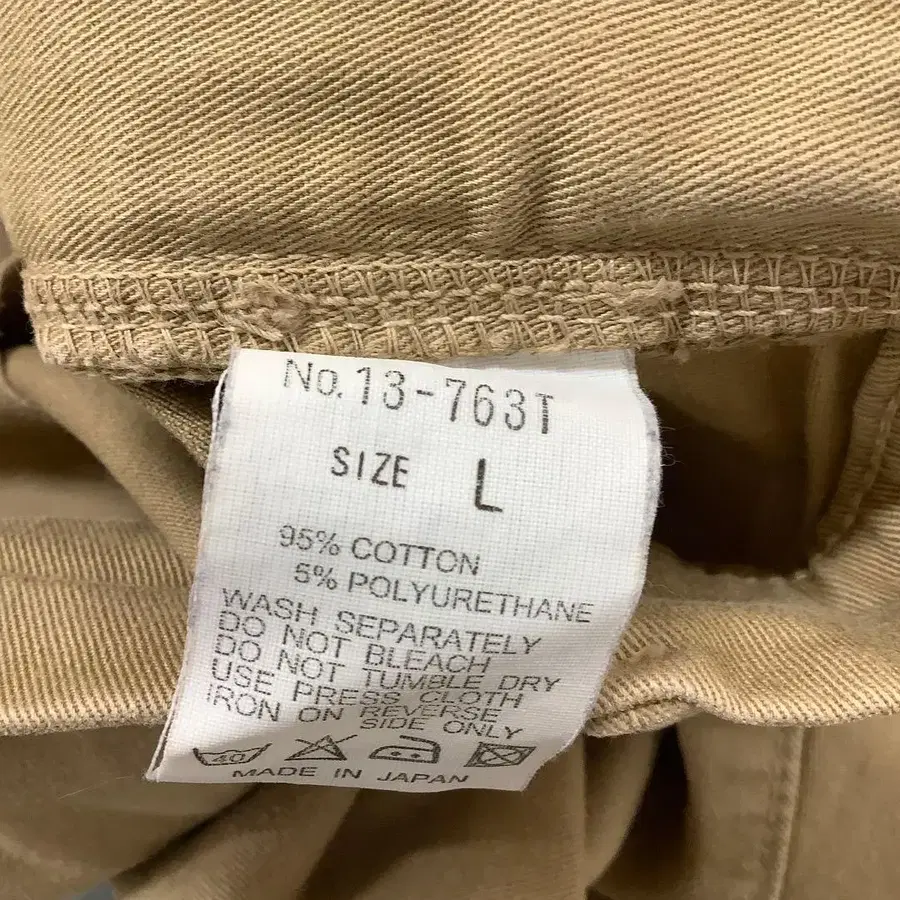 No. 13-763T
SIZE L
95% COTTON
5% POLYURETHANE
WASH SEPARATELY
DO NOT BLEACH
DO NOT TUMBLE DRY
USE PRESS CLOTH
IRON ON REVERSE
SIDE ONLY
40
MADE IN JAPAN